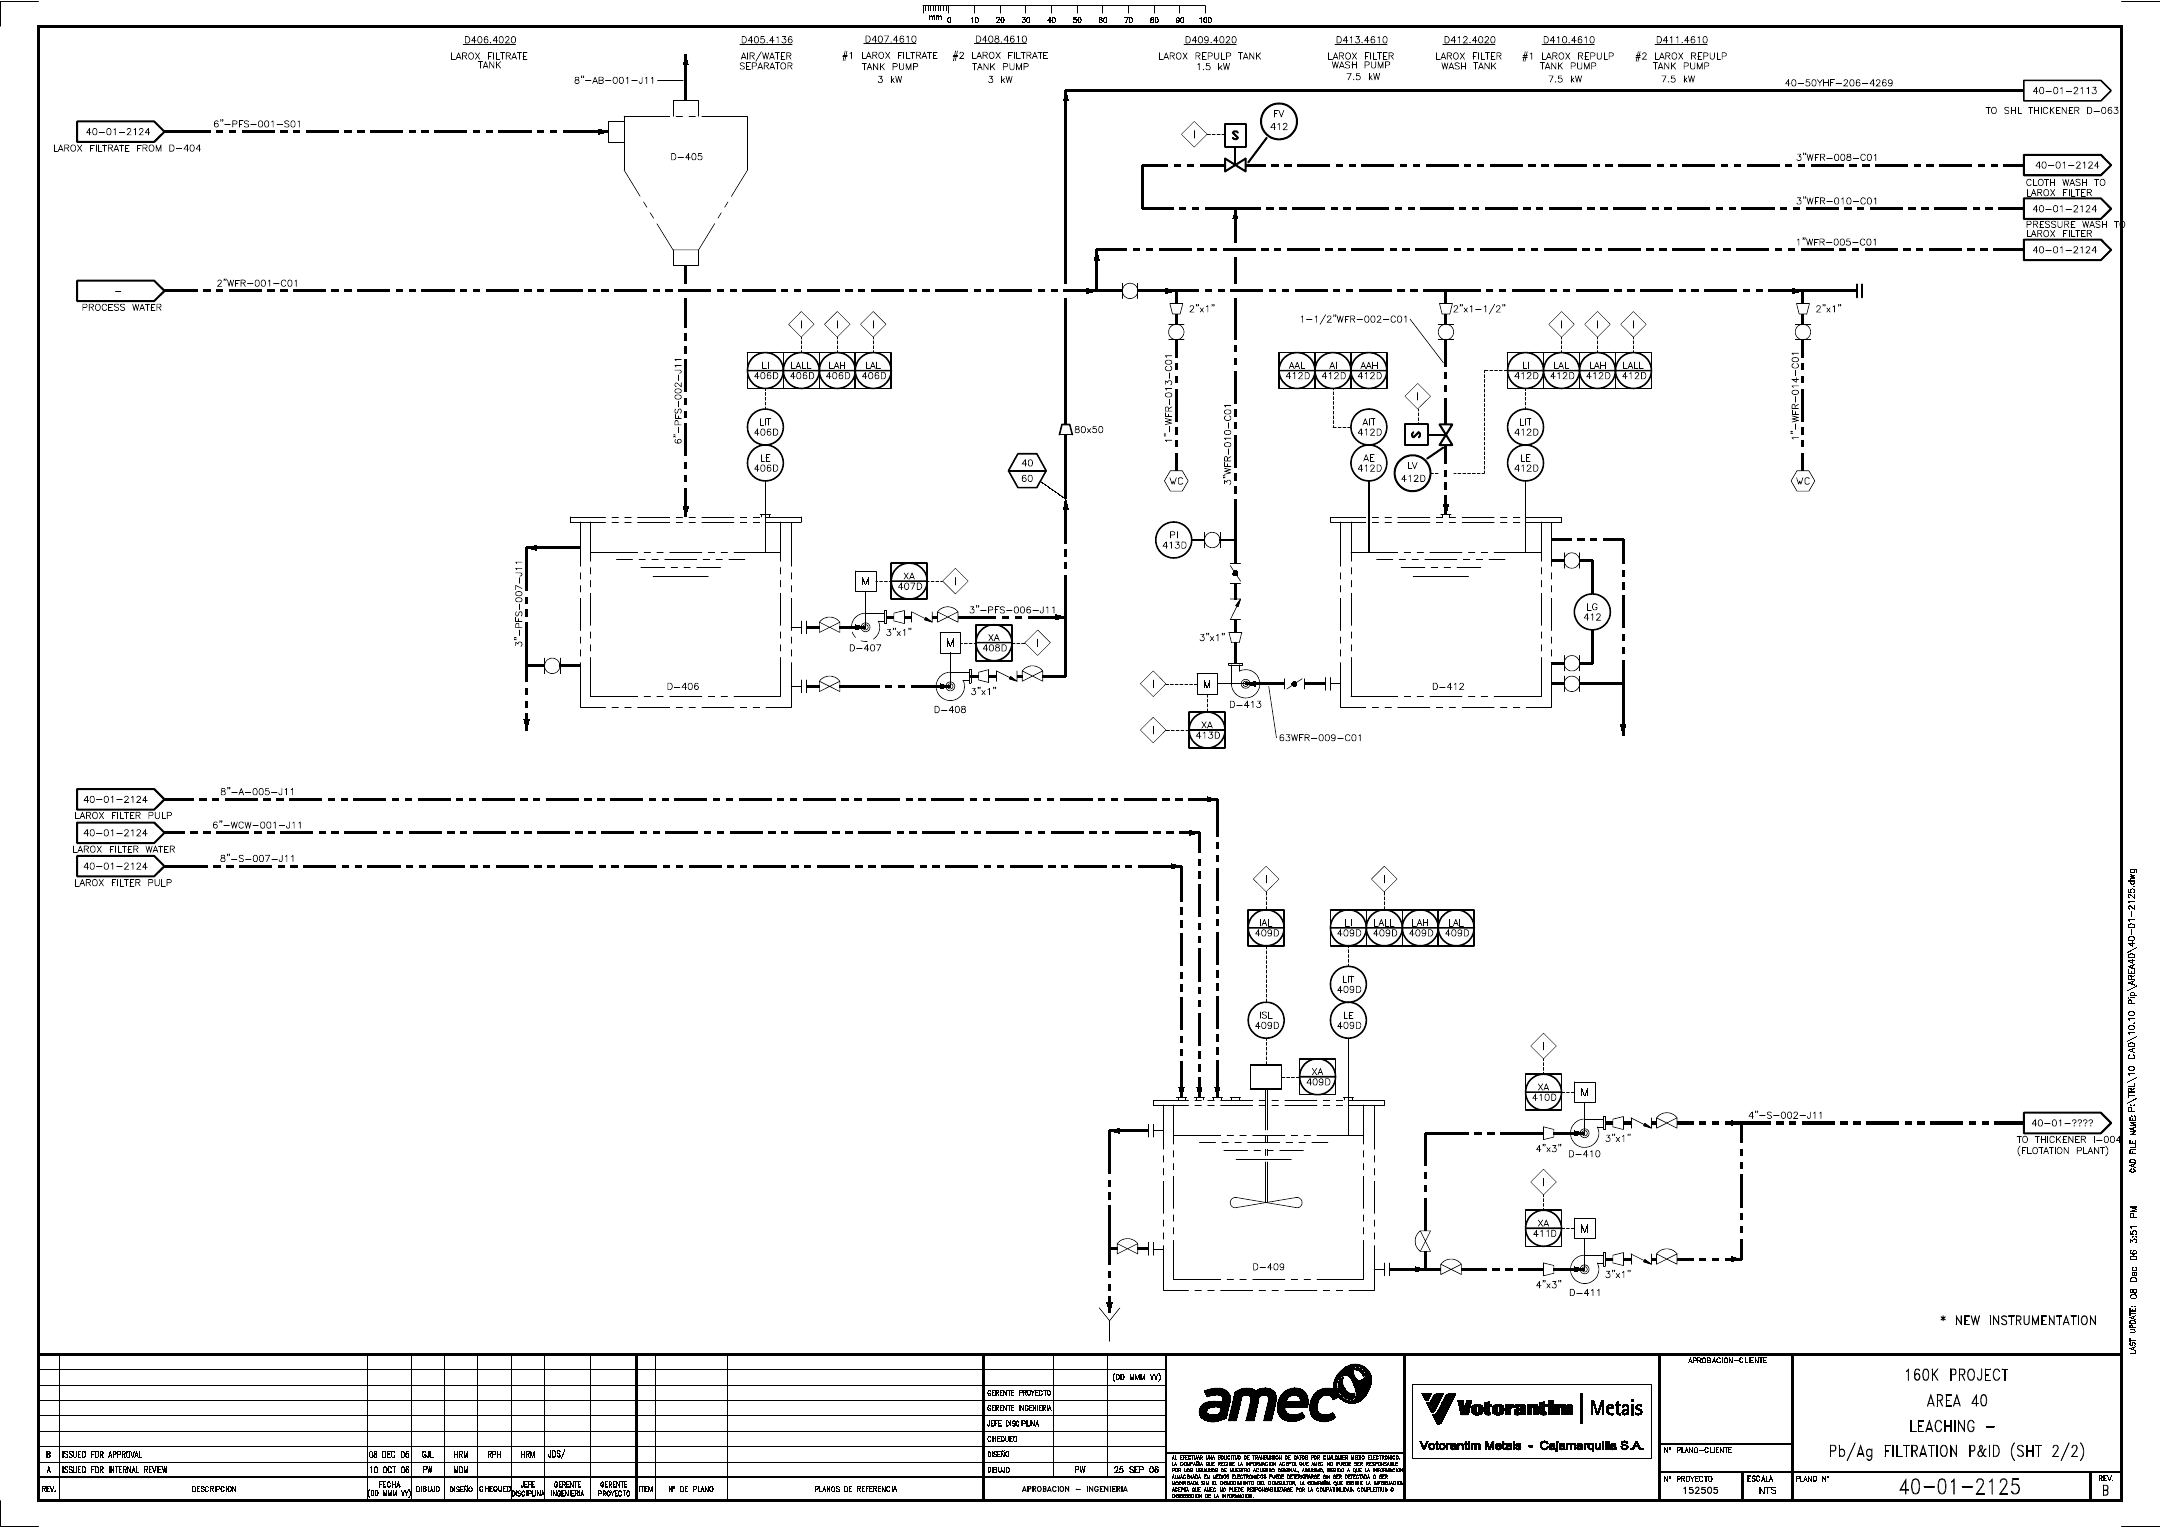 mm 0 10 20 30 40 50 60 70 80 90 100
D406.4020
LAROX FILTRATE
TANK
D405.4136
AIR/WATER
SEPARATOR
D407.4610
#1 LAROX FILTRATE
TANK PUMP
3 kW
D408.4610
#2 LAROX FILTRATE
TANK PUMP
3 kW
D409.4020
LAROX REPULP TANK
1.5 kW
D413.4610
LAROX FILTER
WASH PUMP
7.5 kW
D412.4020
LAROX FILTER
WASH TANK
D410.4610
#1 LAROX REPULP
TANK PUMP
7.5 kW
D411.4610
#2 LAROX REPULP
TANK PUMP
7.5 kW
8"-AB-001-J11
40-50YHF-206-4269
40-01-2113
TO SHL THICKENER D-063
40-01-2124
6"-PFS-001-S01
LAROX FILTRATE FROM D-404
D-405
I
S
FV
412
3"WFR-008-C01
40-01-2124
CLOTH WASH TO
LAROX FILTER
3"WFR-010-C01
40-01-2124
PRESSURE WASH TO
LAROX FILTER
1"WFR-005-C01
40-01-2124
-
2"WFR-001-C01
PROCESS WATER
2"x1"
1-1/2"WFR-002-C01
2"x1-1/2"
2"x1"
I I I
LI
406D
LALL
406D
LAH
406D
LAL
406D
LIT
406D
LE
406D
6"-PFS-002-J11
80x50
40
60
1"-WFR-013-C01
WC
3"WFR-010-C01
AAL
412D
AI
412D
AAH
412D
AIT
412D
AE
412D
I
S
LV
412D
I I I
LI
412D
LAL
412D
LAH
412D
LALL
412D
LIT
412D
LE
412D
1"-WFR-014-C01
WC
PI
413D
3"-PFS-007-J11
M
XA
407D
I
3"-PFS-006-J11
3"x1"
D-407
M
XA
408D
I
3"x1"
D-408
D-406
3"x1"
I
M
I
XA
413D
D-413
63WFR-009-C01
D-412
LG
412
40-01-2124
8"-A-005-J11
LAROX FILTER PULP
40-01-2124
6"-WCW-001-J11
LAROX FILTER WATER
40-01-2124
8"-S-007-J11
LAROX FILTER PULP
I
I
IAL
409D
LI
409D
LALL
409D
LAH
409D
LAL
409D
LIT
409D
ISL
409D
LE
409D
XA
409D
I
XA
410D
M
3"x1"
4"x3"
D-410
4"-S-002-J11
40-01-????
TO THICKENER I-004
(FLOTATION PLANT)
I
XA
411D
M
3"x1"
4"x3"
D-411
D-409
* NEW INSTRUMENTATION
LAST UPDATE: 08 Dec 06 3:51 PM CAD FILE NAME: P:\TRL\10 CAD\10.10 Pip\AREA40\40-01-2125.dwg
B ISSUED FOR APPROVAL 08 DEC 06 GJL HRM RPH HRM JDS/
A ISSUED FOR INTERNAL REVIEW 10 OCT 06 PW MDM
REV. DESCRIPCION FECHA (DD MMM YY) DIBUJO DISEÑO CHEQUEO JEFE DISCIPLINA GERENTE INGENIERIA GERENTE PROYECTO ITEM Nº DE PLANO PLANOS DE REFERENCIA
(DD MMM YY)
GERENTE PROYECTO
GERENTE INGENIERIA
JEFE DISCIPLINA
CHEQUEO
DISEÑO
DIBUJO PW 25 SEP 06
APROBACION - INGENIERIA
amec
Votorantim | Metais
Votorantim Metais - Cajamarquilla S.A.
APROBACION-CLIENTE
Nº PLANO-CLIENTE
Nº PROYECTO
152505
ESCALA
NTS
160K PROJECT
AREA 40
LEACHING -
Pb/Ag FILTRATION P&ID (SHT 2/2)
PLANO Nº
40-01-2125
REV.
B